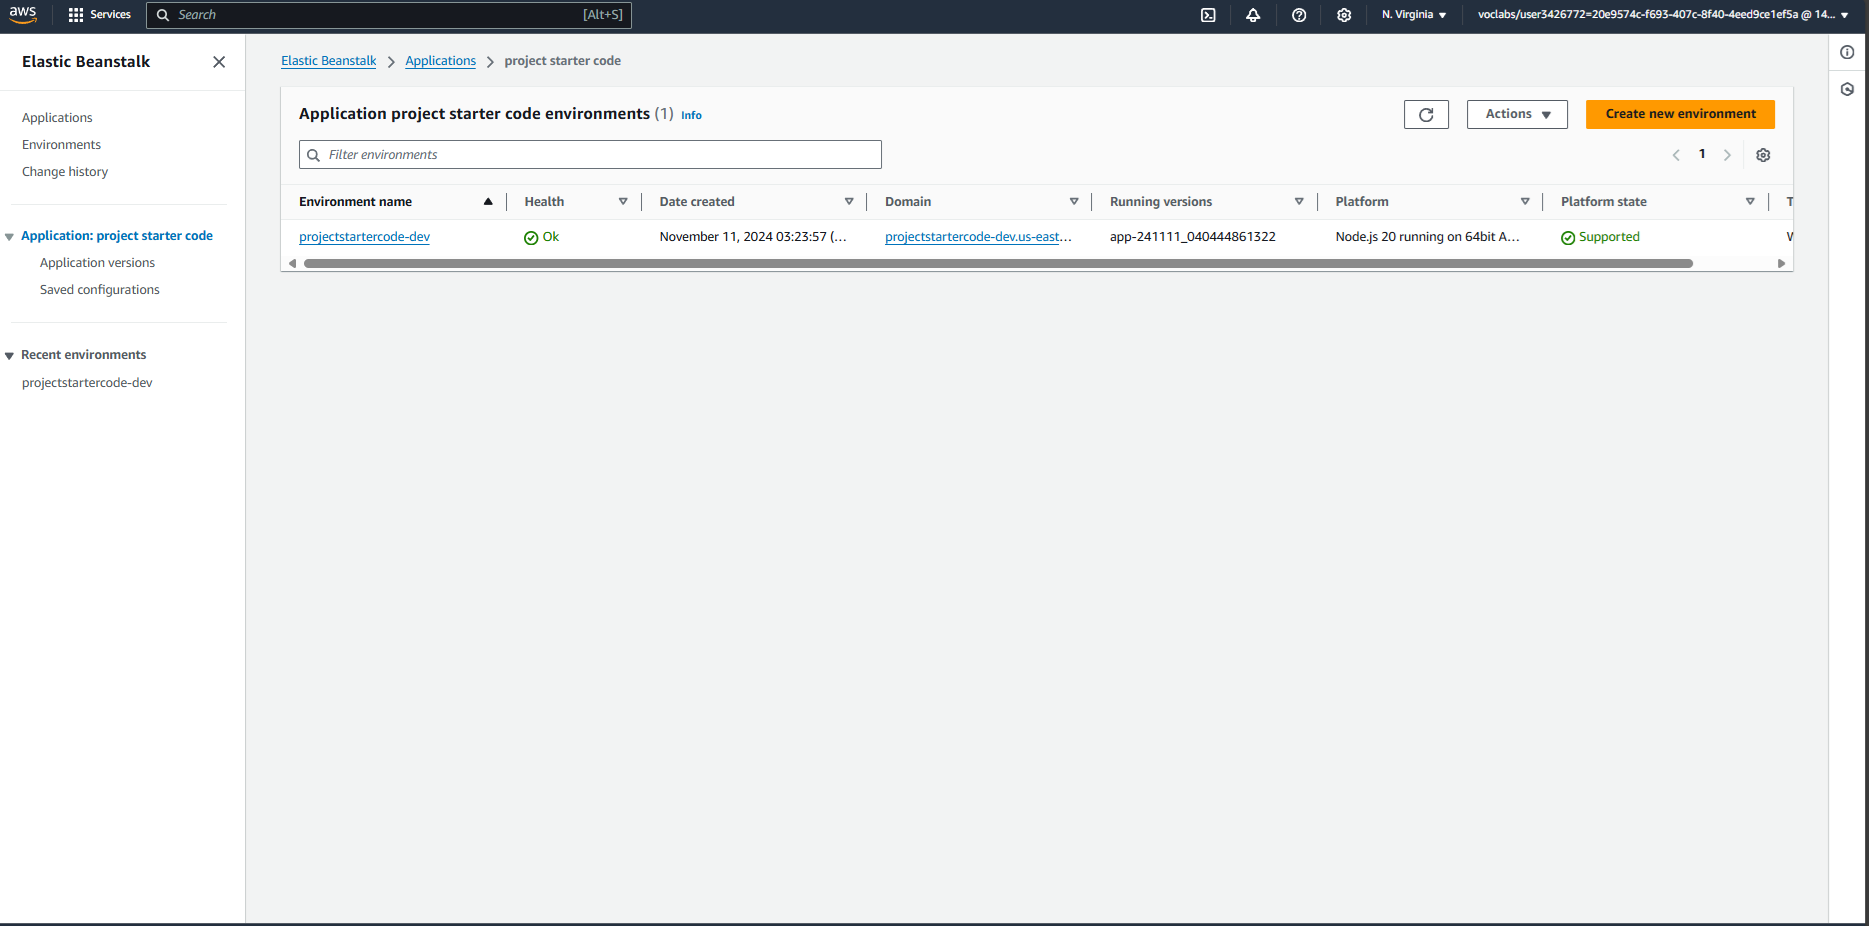 aws
Services
Search
[Alt+S]
N. Virginia
voclabs/user3426772=20e9574c-f693-407c-8f40-4eed9ce1ef5a @ 14...
Elastic Beanstalk
Applications
Environments
Change history
Application: project starter code
Application versions
Saved configurations
Recent environments
projectstartercode-dev
Elastic Beanstalk
Applications
project starter code
Application project starter code environments (1) Info
Actions
Create new environment
Filter environments
1
Environment name
Health
Date created
Domain
Running versions
Platform
Platform state
T
projectstartercode-dev
Ok
November 11, 2024 03:23:57 (...
projectstartercode-dev.us-east...
app-241111_040444861322
Node.js 20 running on 64bit A...
Supported
W